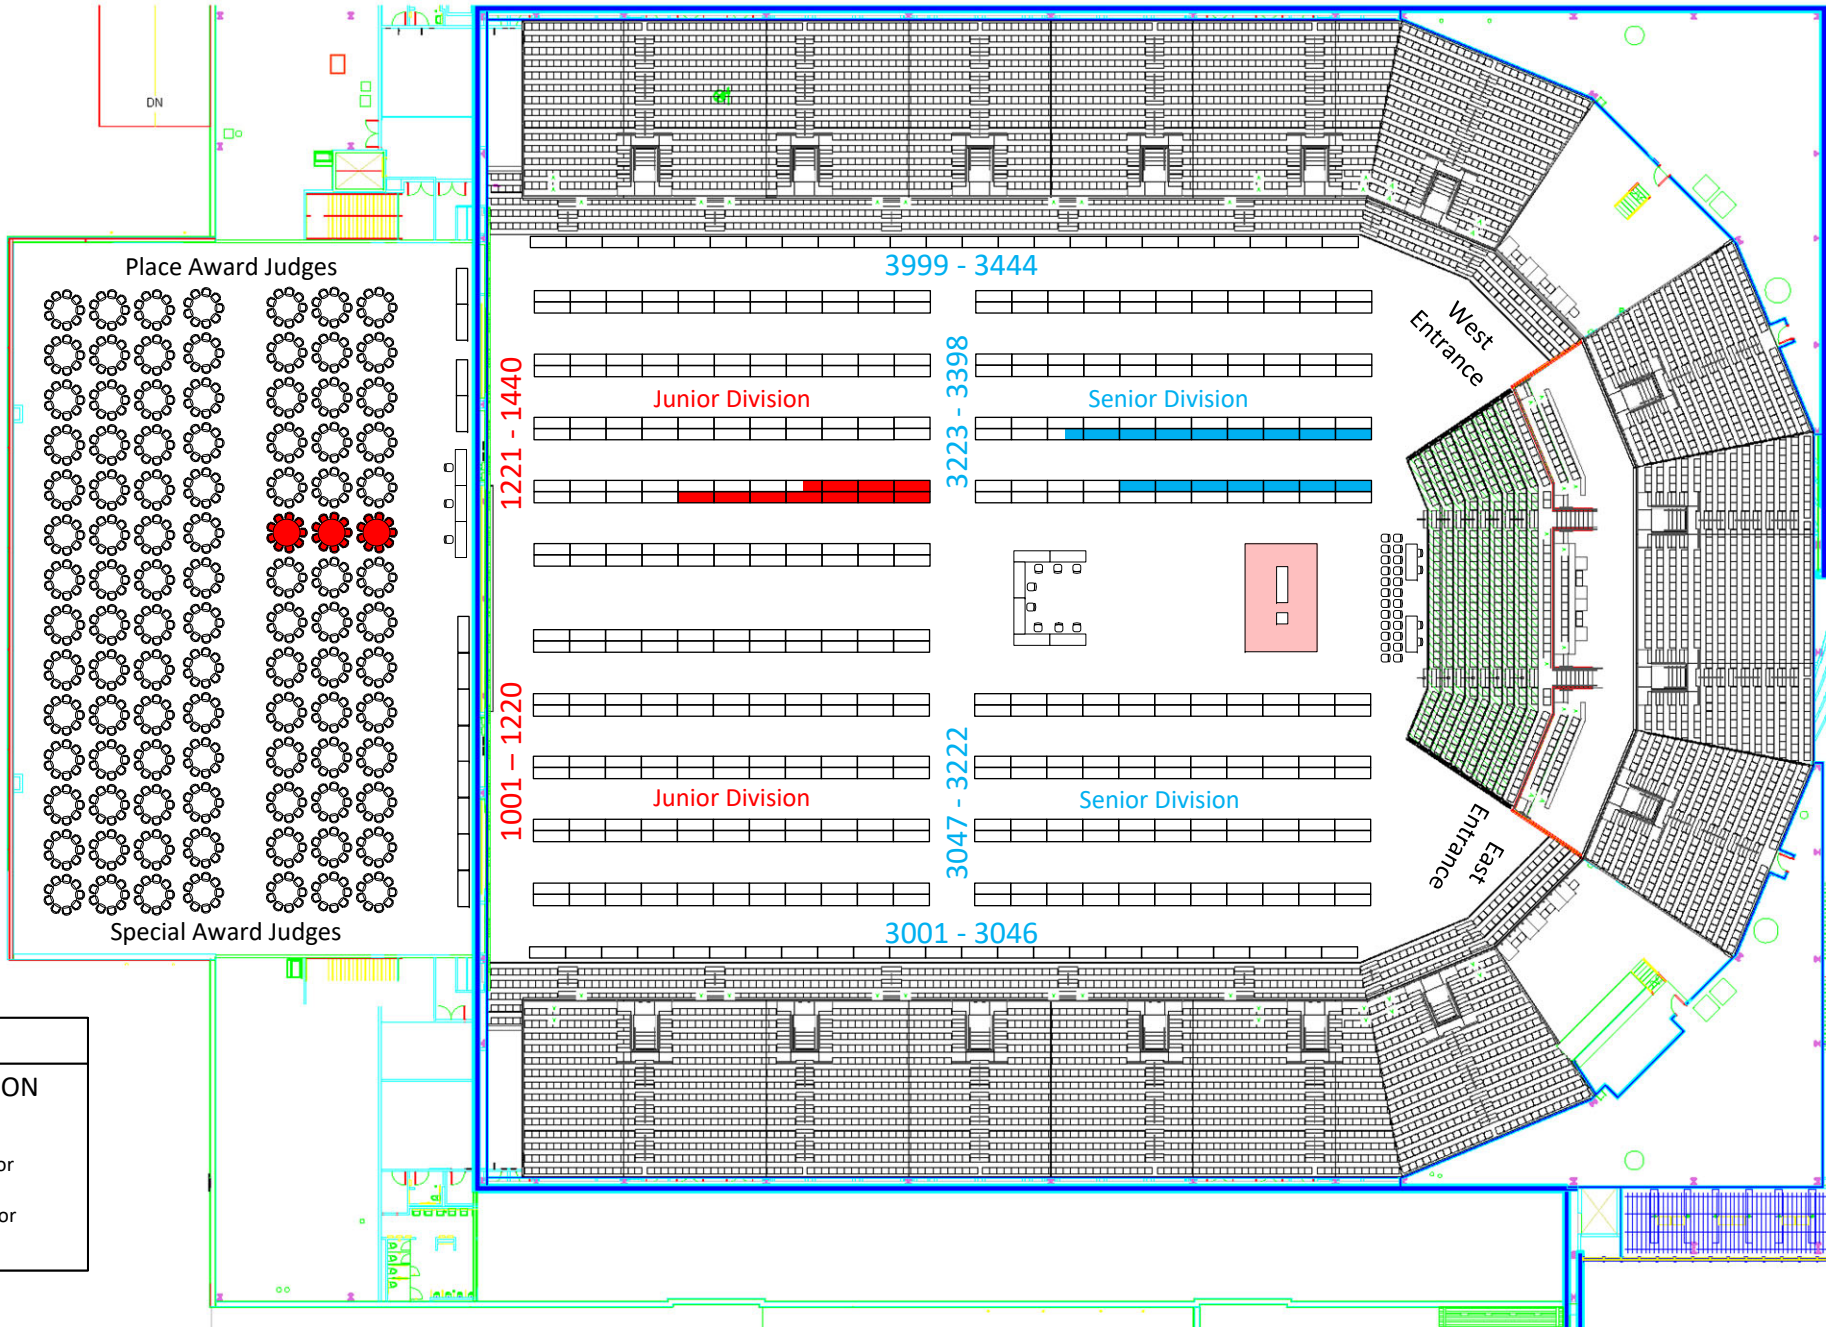 DN
Place Award Judges
3999 - 3444
West
Entrance
1221 - 1440
3223 - 3398
Junior Division
Senior Division
1001 – 1220
3047 - 3222
Junior Division
Senior Division
East
Entrance
Special Award Judges
3001 - 3046
ON
or
or